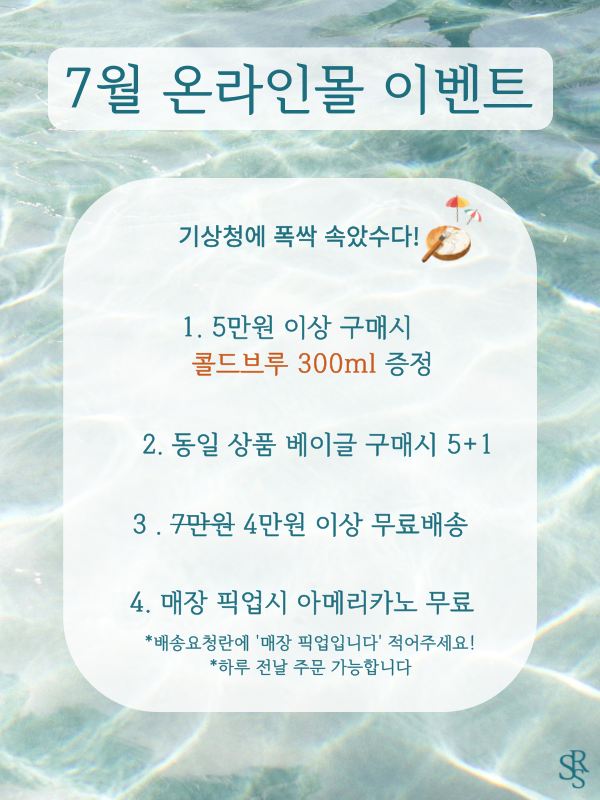 7월 온라인몰 이벤트
기상청에 폭싹 속았수다!
1. 5만원 이상 구매시
콜드브루 300ml 증정
2. 동일 상품 베이글 구매시 5+1
3 . 7만원 4만원 이상 무료배송
4. 매장 픽업시 아메리카노 무료
*배송요청란에 '매장 픽업입니다' 적어주세요!
*하루 전날 주문 가능합니다
SRS